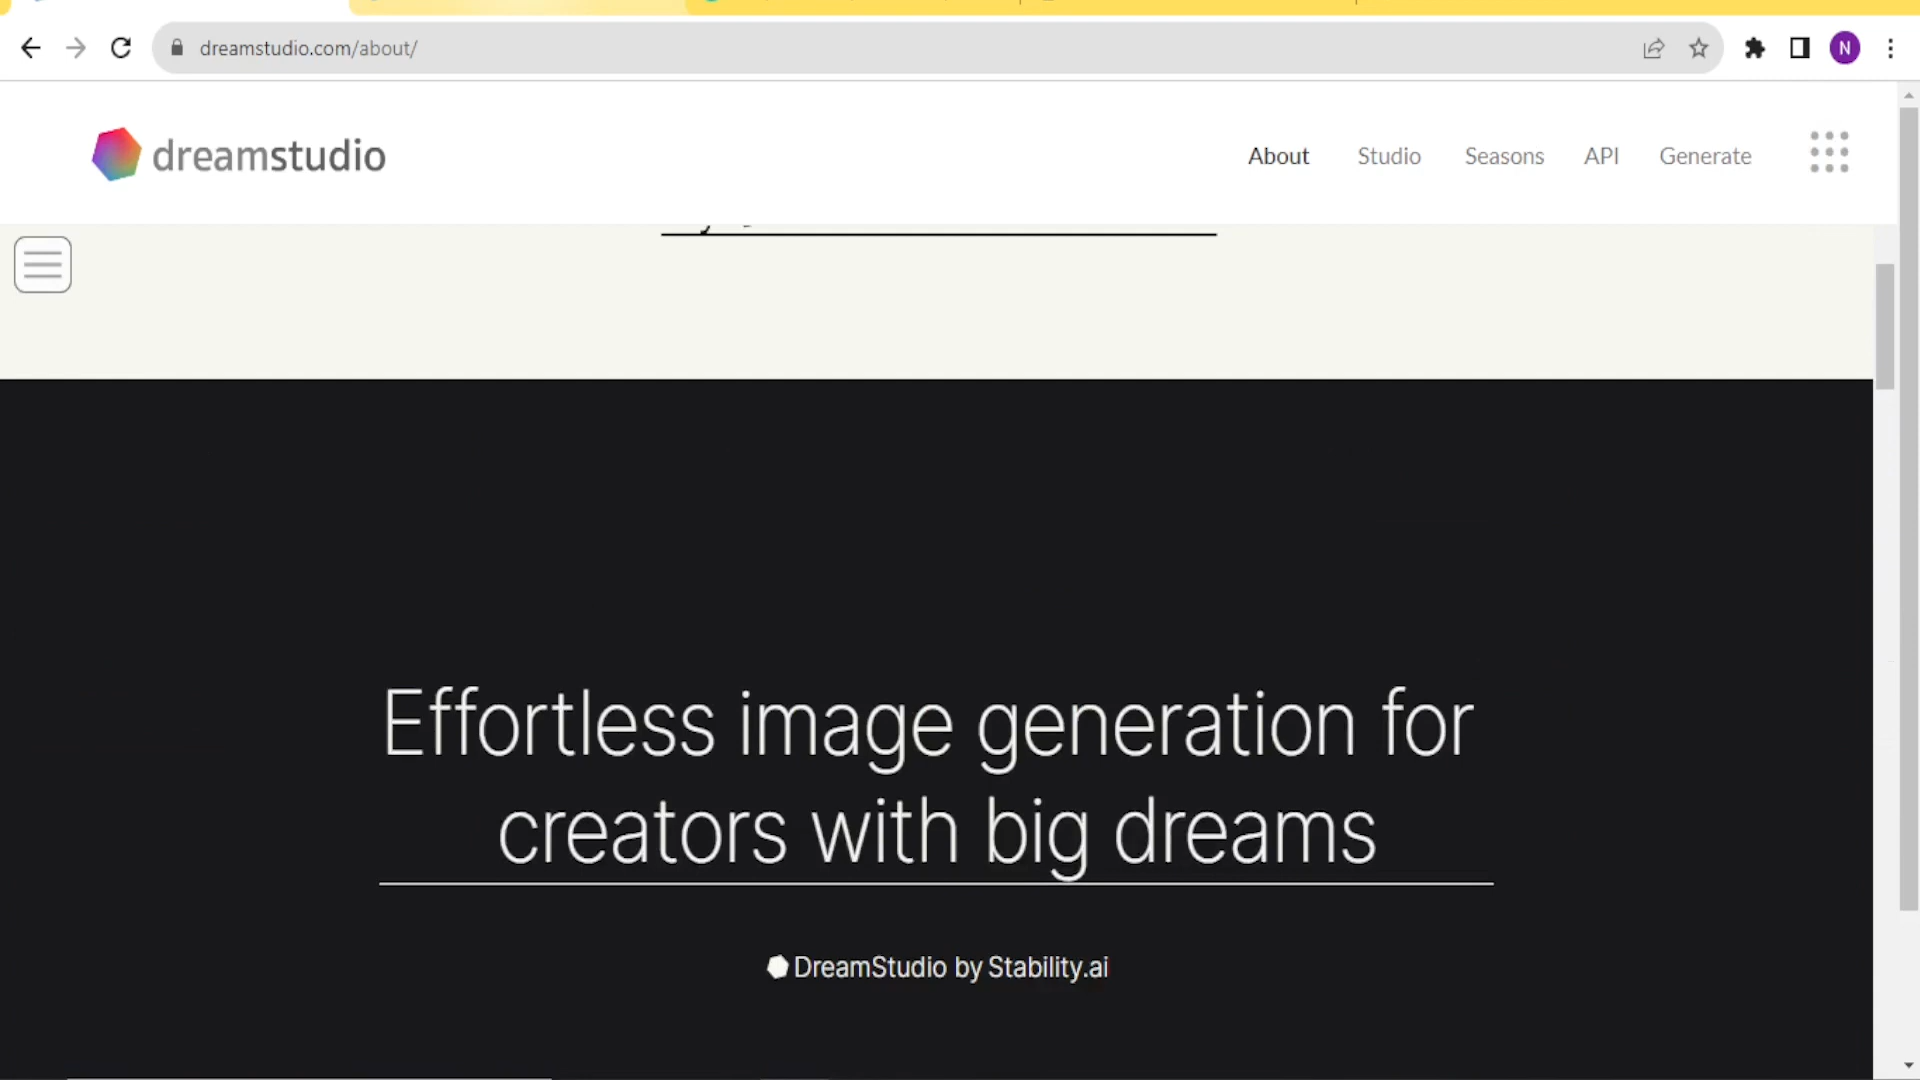 dreamstudio.com/about/
N
dreamstudio
About Studio Seasons API Generate
Effortless image generation for
creators with big dreams
DreamStudio by Stability.ai